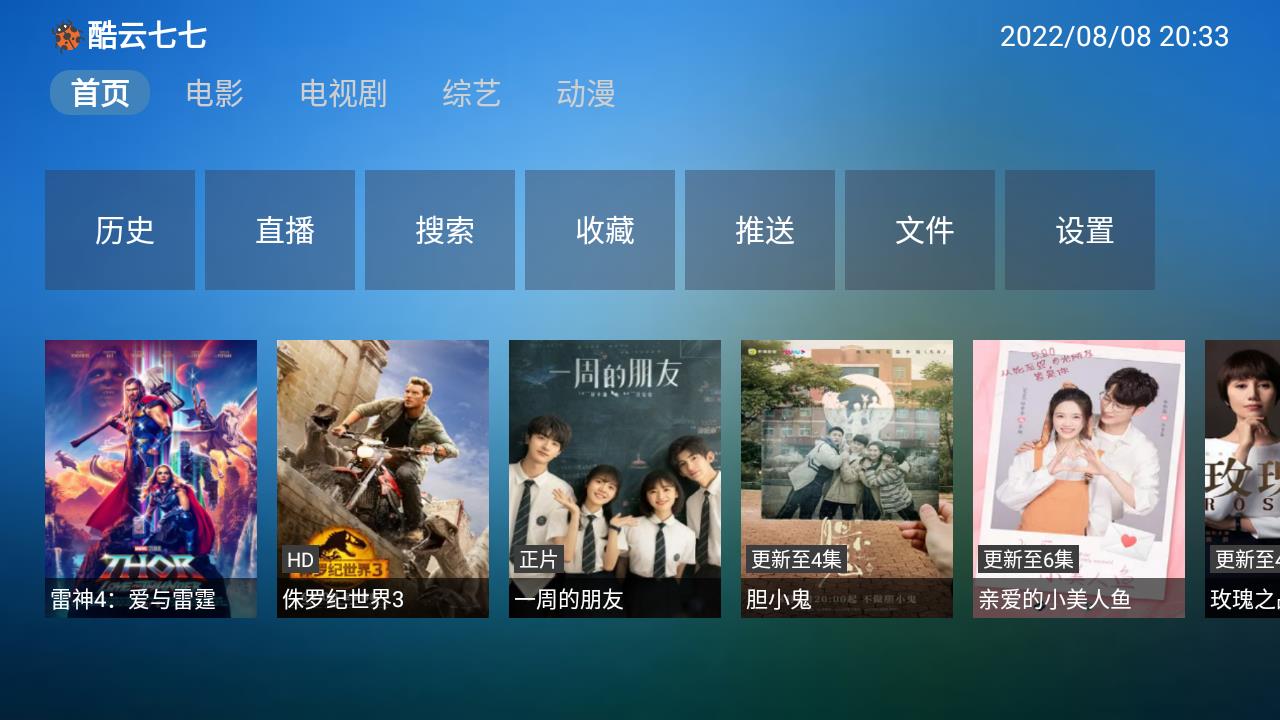 酷云七七
2022/08/08 20:33
首页
电影
电视剧
综艺
动漫
历史
直播
搜索
收藏
推送
文件
设置
THOR
雷神4：爱与雷霆
HD
侏罗纪世界3
侏罗纪世界3
一周的朋友
正片
一周的朋友
更新至4集
胆小鬼
520
更新至6集
亲爱的小美人鱼
玫
ROS
更新至4
玫瑰之